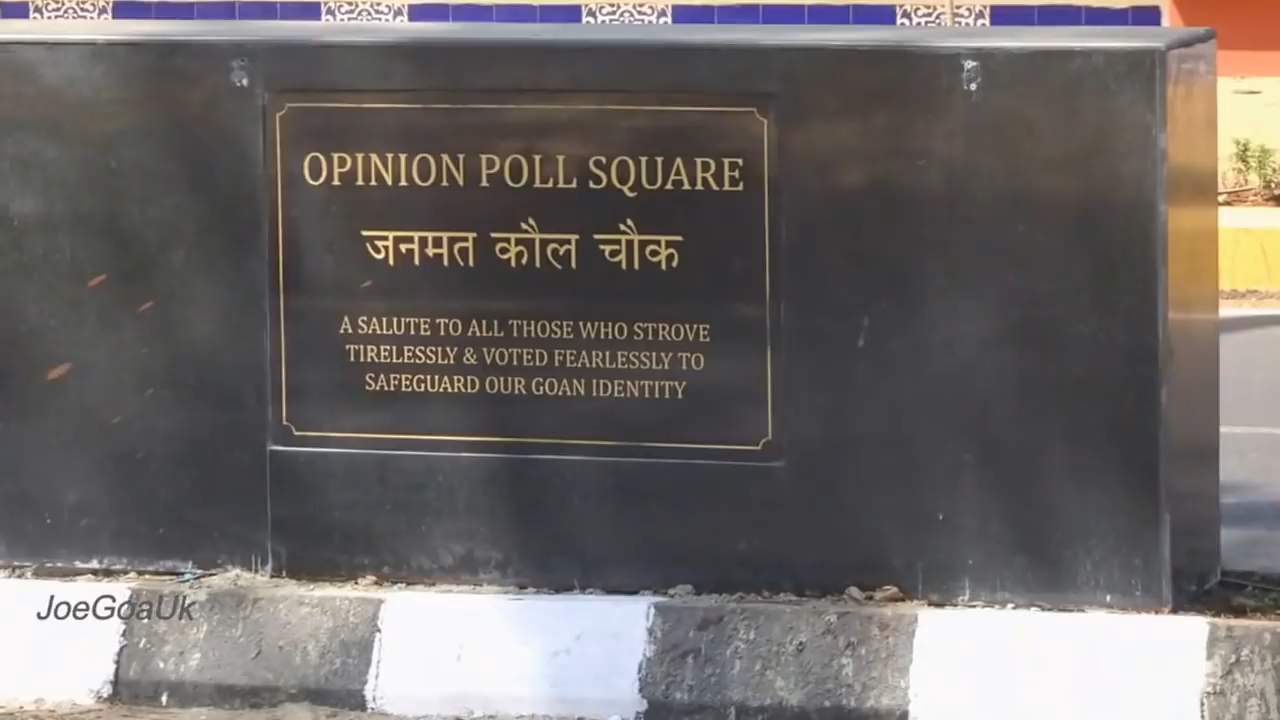 OPINION POLL SQUARE
जनमत कौल चौक
A SALUTE TO ALL THOSE WHO STROVE
TIRELESSLY & VOTED FEARLESSLY TO
SAFEGUARD OUR GOAN IDENTITY
JoeGoaUk